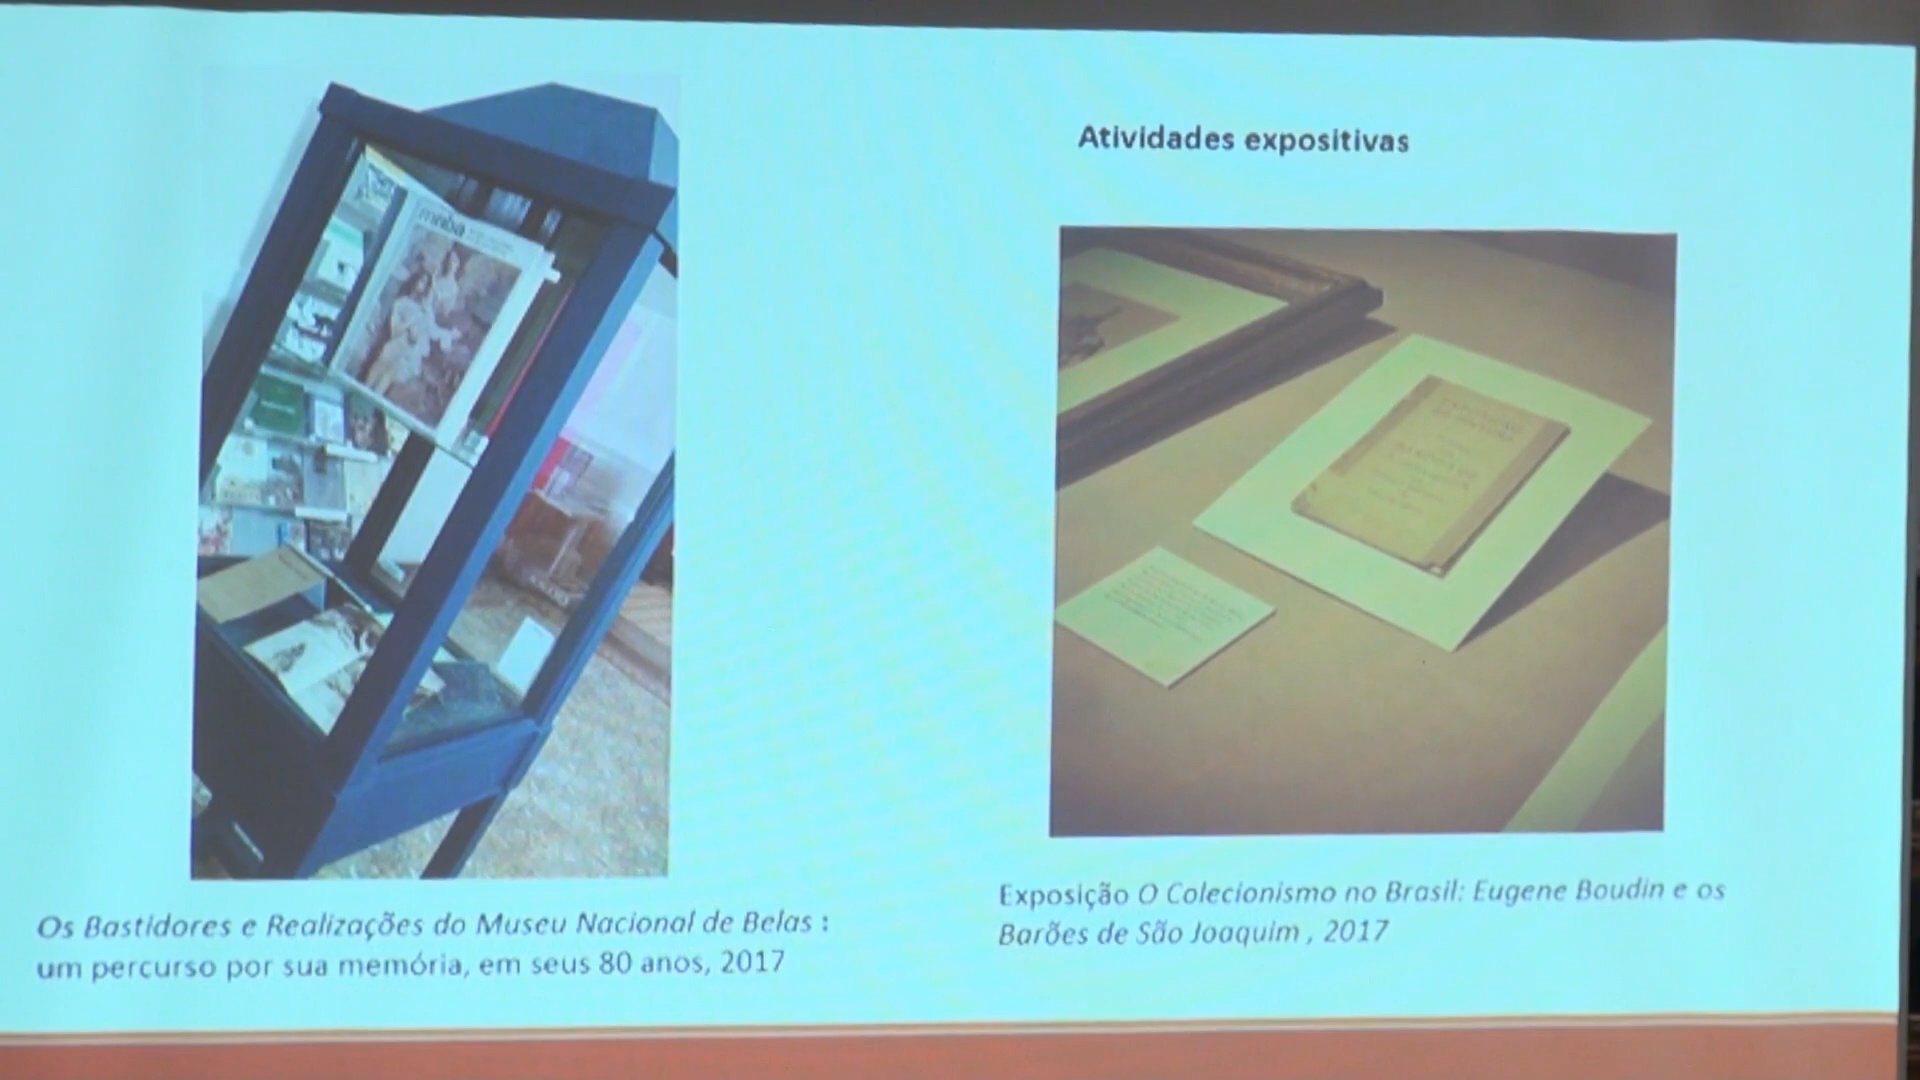 Atividades expositivas
mnba
Os Bastidores e Realizações do Museu Nacional de Belas :
um percurso por sua memória, em seus 80 anos, 2017
Exposição O Colecionismo no Brasil: Eugene Boudin e os
Barões de São Joaquim , 2017